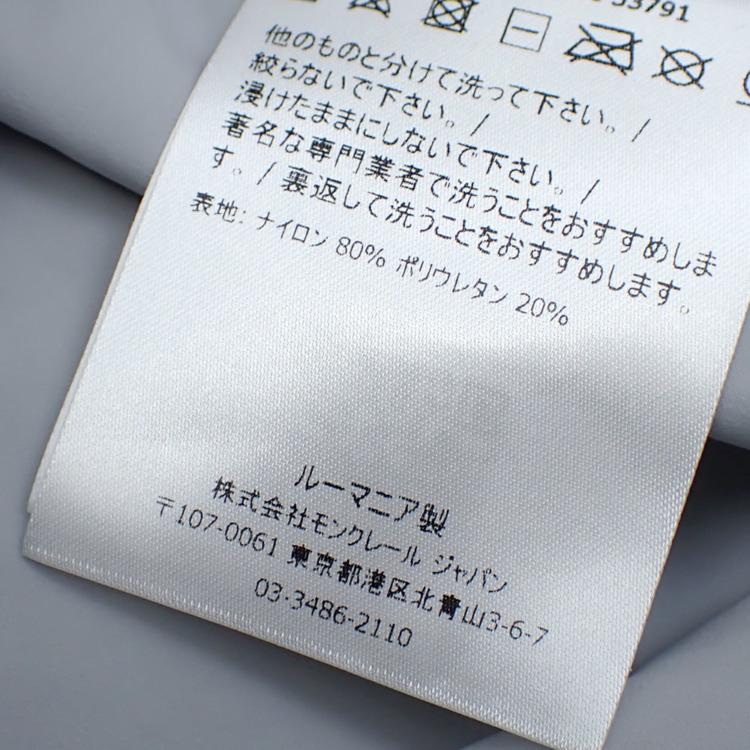 53791
他のものと分けて洗って下さい。/
絞らないで下さい。/
浸けたままにしないで下さい。/
著名な専門業者で洗うことをおすすめしま
す。/ 裏返して洗うことをおすすめします。
表地: ナイロン 80% ポリウレタン 20%
ルーマニア製
株式会社モンクレール ジャパン
〒107-0061 東京都港区北青山3-6-7
03-3486-2110